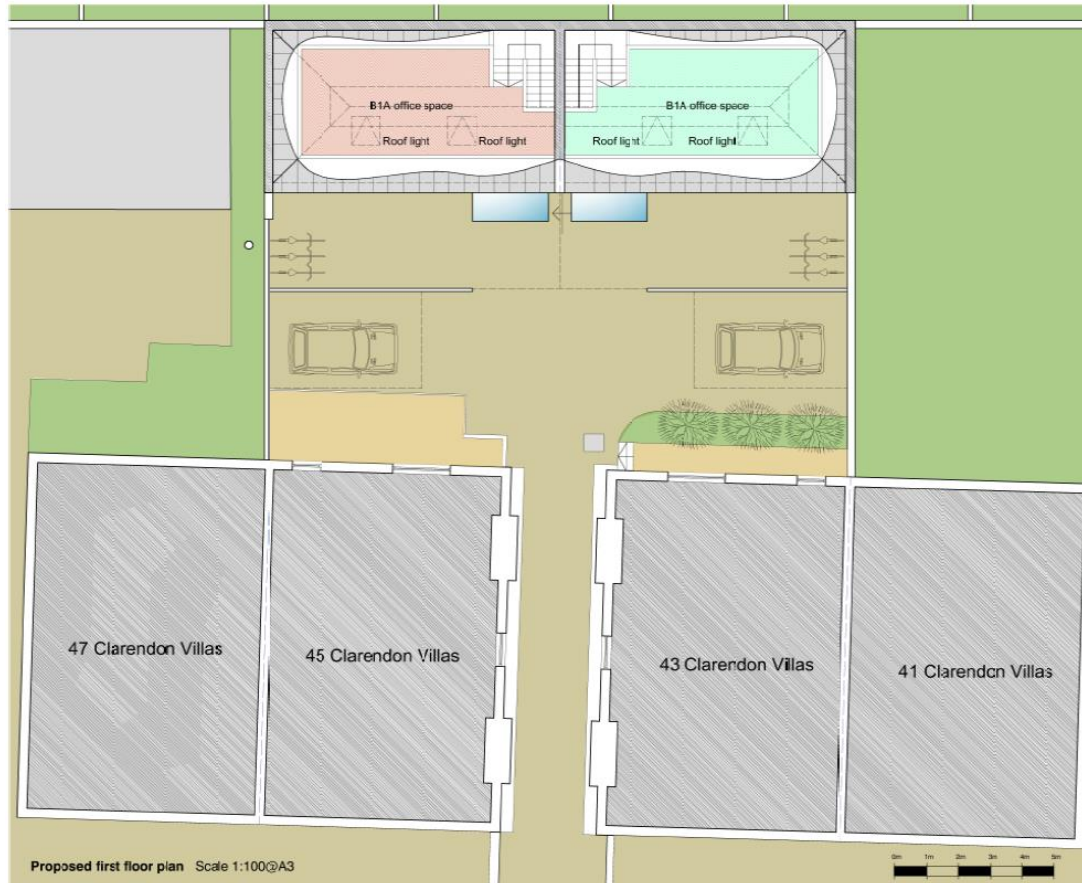 B1A office space
B1A office space
Roof light
Roof light
Roof light
Roof light
47 Clarendon Villas
45 Clarendon Villas
43 Clarendon Villas
41 Clarendon Villas
Proposed first floor plan Scale 1:100@A3
0m 1m 2m 3m 4m 5m